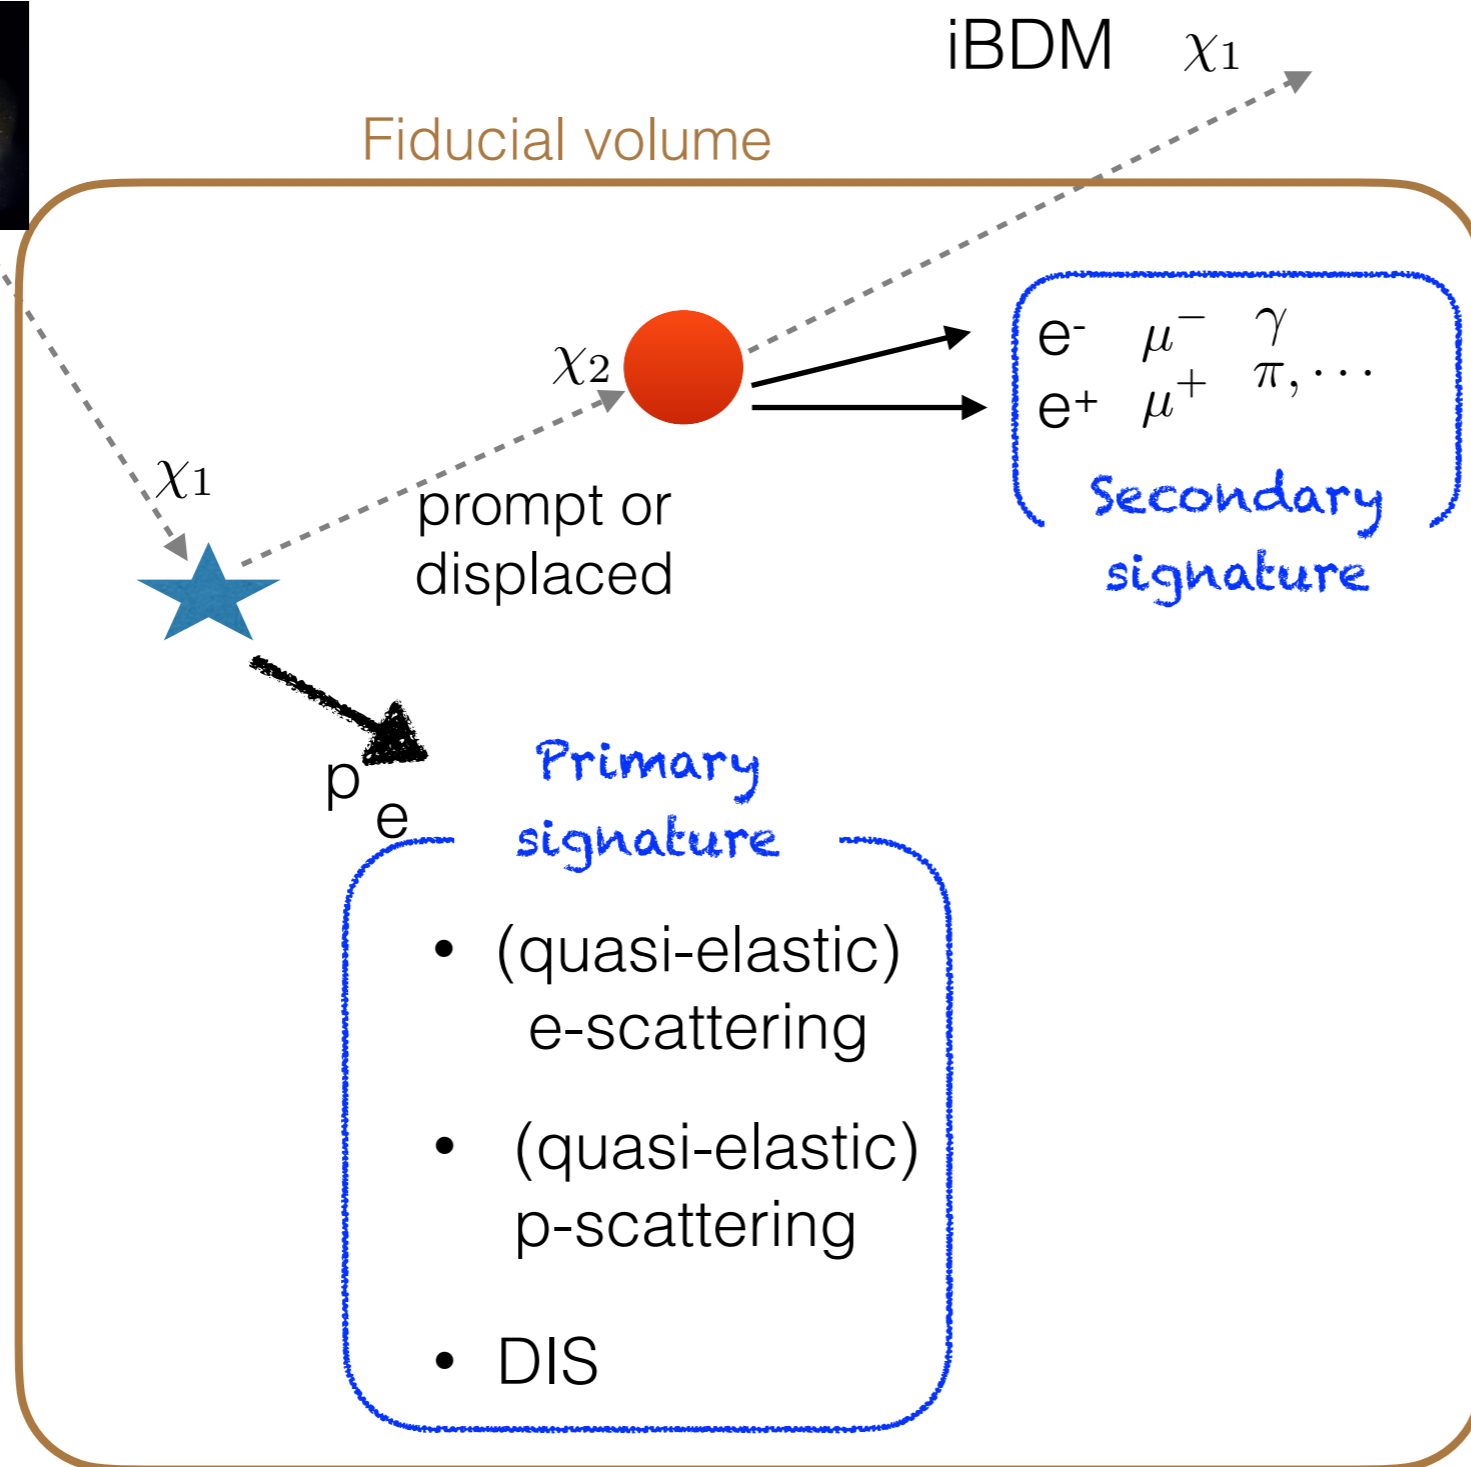 iBDM χ₁
Fiducial volume
e⁻ μ⁻ γ
e⁺ μ⁺ π, ⋯
χ₂
χ₁
prompt or
displaced
Secondary
signature
p
e
Primary
signature
• (quasi-elastic)
e-scattering
• (quasi-elastic)
p-scattering
• DIS